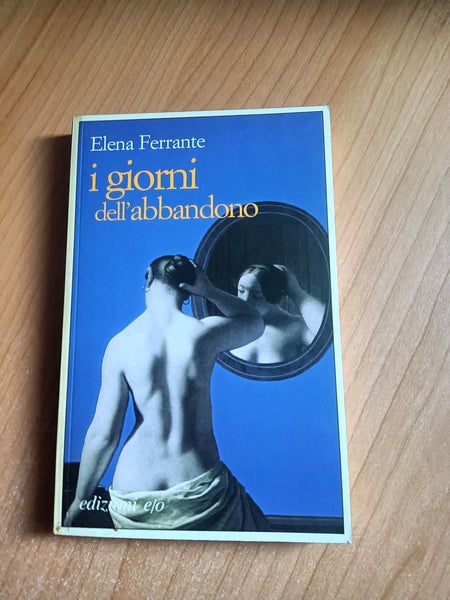 Elena Ferrante
i giorni
dell'abbandono
edizioni e/o